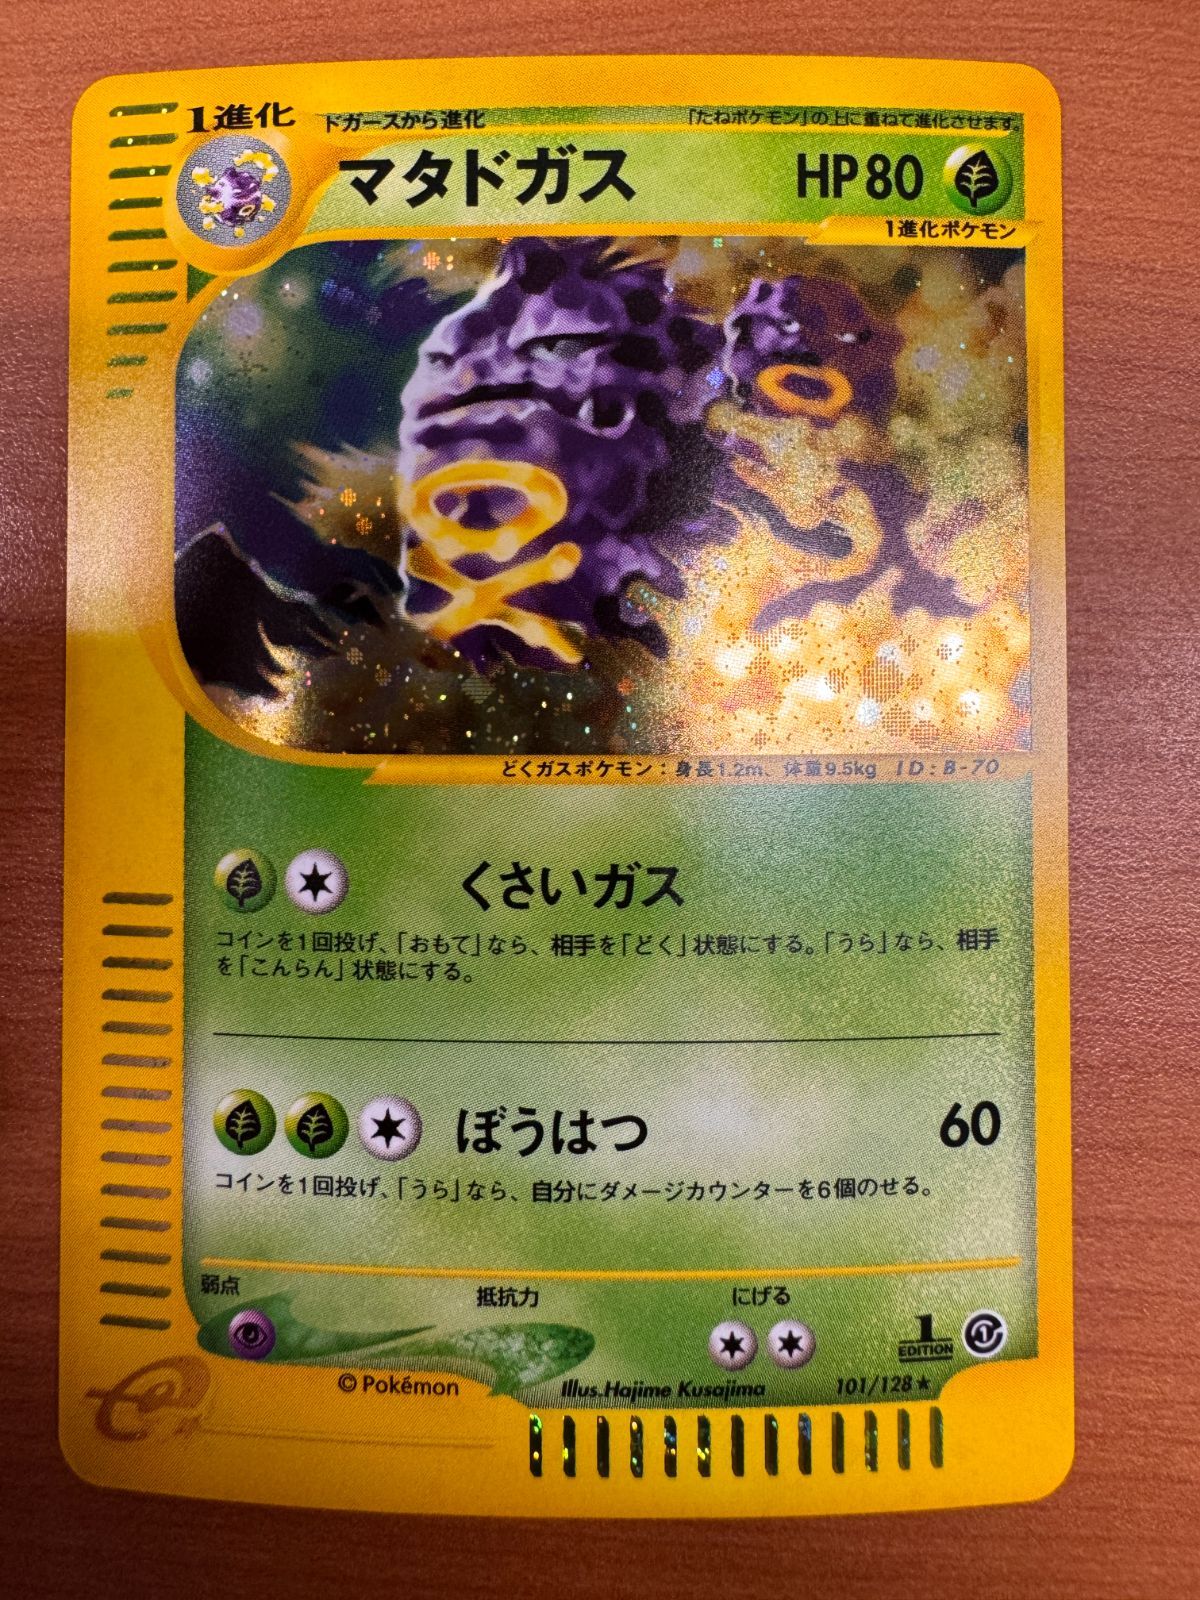 1進化 ドガースから進化 「たねポケモン」の上に重ねて進化させます。
マタドガス HP80
1進化ポケモン
どくガスポケモン：身長1.2m、体重9.5kg ID:B-70
くさいガス
コインを1回投げ、「おもて」なら、相手を「どく」状態にする。「うら」なら、相手
を「こんらん」状態にする。
ぼうはつ 60
コインを1回投げ、「うら」なら、自分にダメージカウンターを6個のせる。
弱点 抵抗力 にげる
1 EDITION
©Pokémon Illus.Hajime Kusajima 101/128★